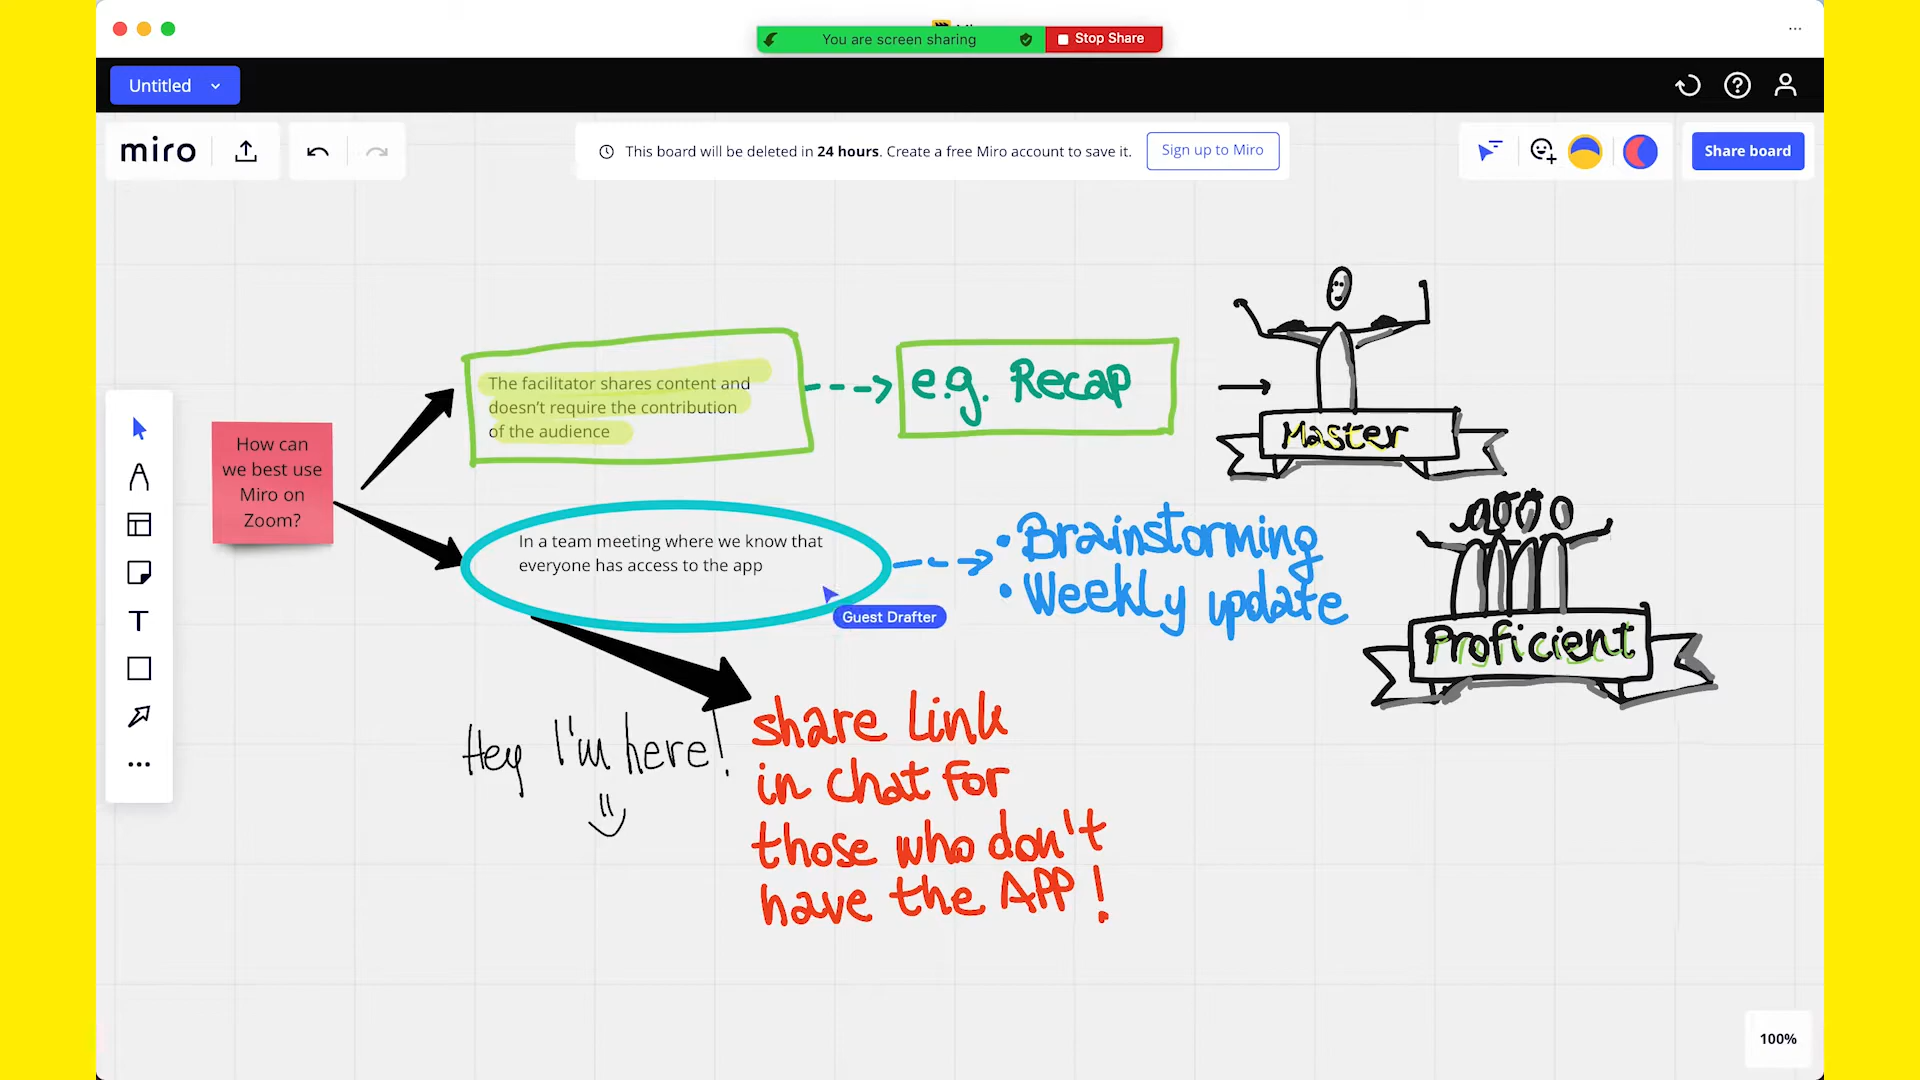 You are screen sharing
Stop Share
Untitled
miro
This board will be deleted in 24 hours. Create a free Miro account to save it.
Sign up to Miro
Share board
How can
we best use
Miro on
Zoom?
The facilitator shares content and
doesn't require the contribution
of the audience
e.g. Recap
Master
In a team meeting where we know that
everyone has access to the app
Guest Drafter
• Brainstorming
• Weekly update
Proficient
Hey I'm here!
share link
in chat for
those who don't
have the APP!
100%